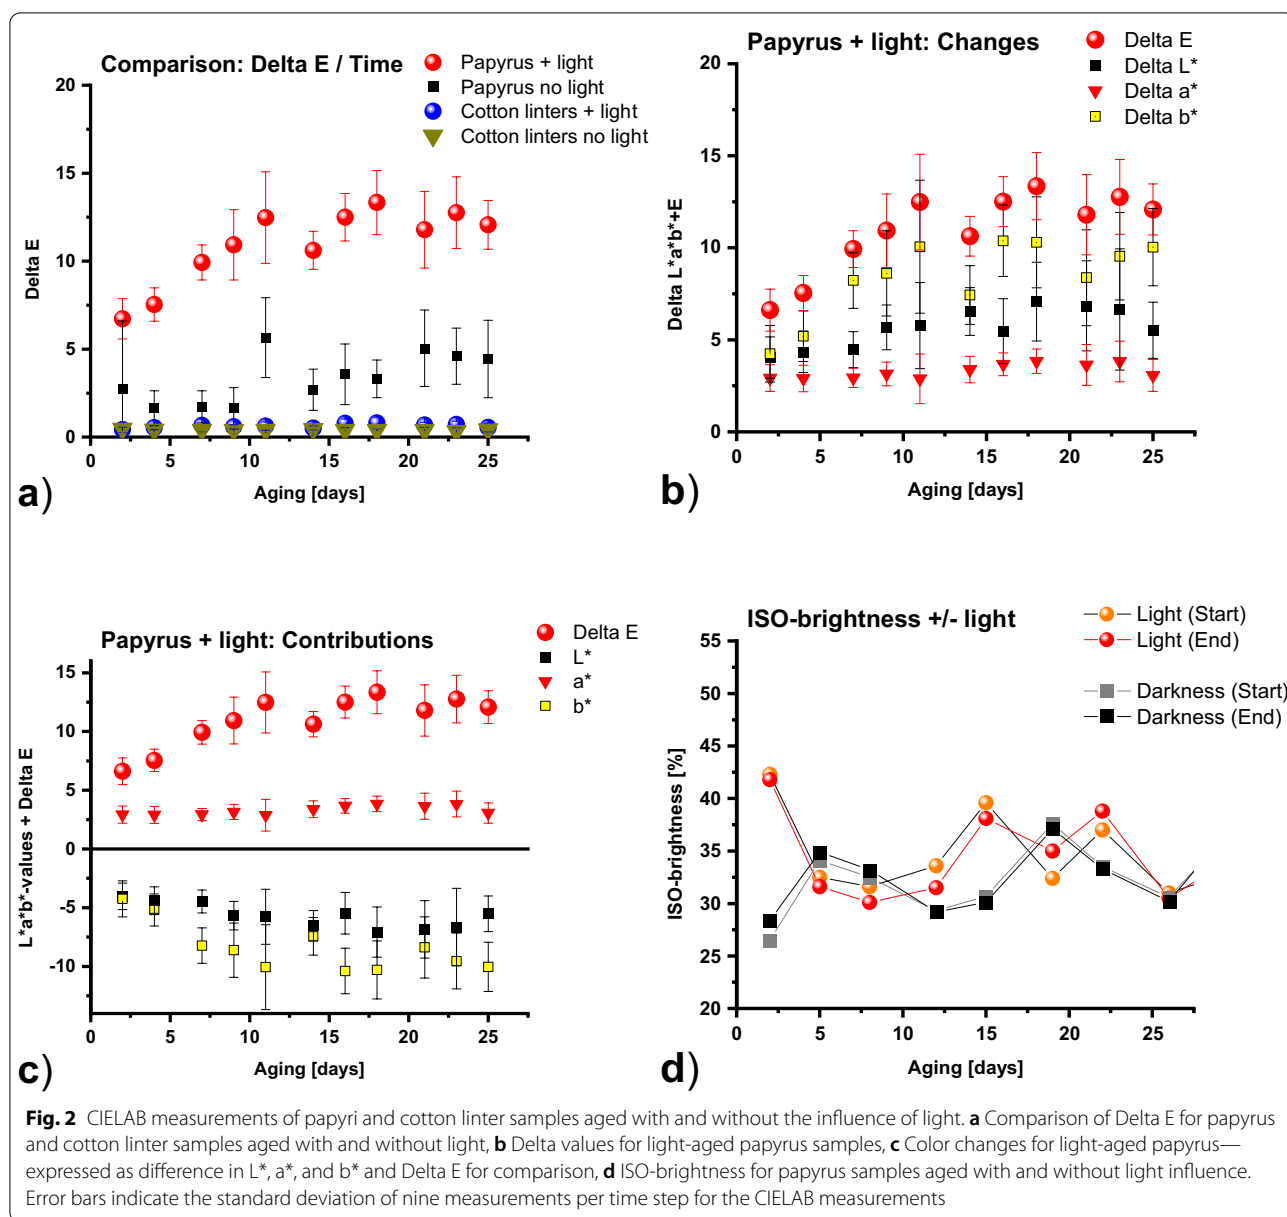 Comparison: Delta E / Time
Papyrus + light
Papyrus no light
Cotton linters + light
Cotton linters no light
20
15
10
5
0
Delta E
0 5 10 15 20 25
Aging [days]
a)
Papyrus + light: Changes
Delta E
Delta L*
Delta a*
Delta b*
20
15
10
5
0
Delta L*a*b*+E
0 5 10 15 20 25
Aging [days]
b)
Papyrus + light: Contributions
Delta E
L*
a*
b*
15
10
5
0
-5
-10
L*a*b*-values + Delta E
0 5 10 15 20 25
Aging [days]
c)
ISO-brightness +/- light
Light (Start)
Light (End)
Darkness (Start)
Darkness (End)
55
50
45
40
35
30
25
20
ISO-brightness [%]
0 5 10 15 20 25
Aging [days]
d)
Fig. 2 CIELAB measurements of papyri and cotton linter samples aged with and without the influence of light. a Comparison of Delta E for papyrus
and cotton linter samples aged with and without light, b Delta values for light-aged papyrus samples, c Color changes for light-aged papyrus—
expressed as difference in L*, a*, and b* and Delta E for comparison, d ISO-brightness for papyrus samples aged with and without light influence.
Error bars indicate the standard deviation of nine measurements per time step for the CIELAB measurements